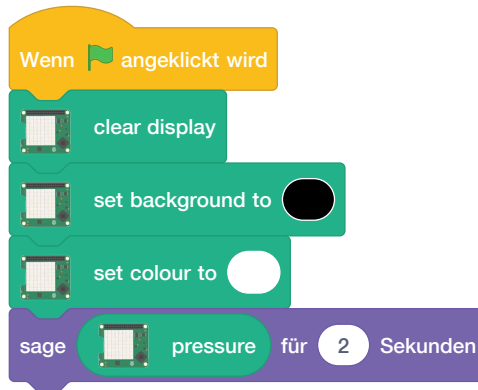 Wenn angeklickt wird
clear display
set background to
set colour to
sage pressure für 2 Sekunden